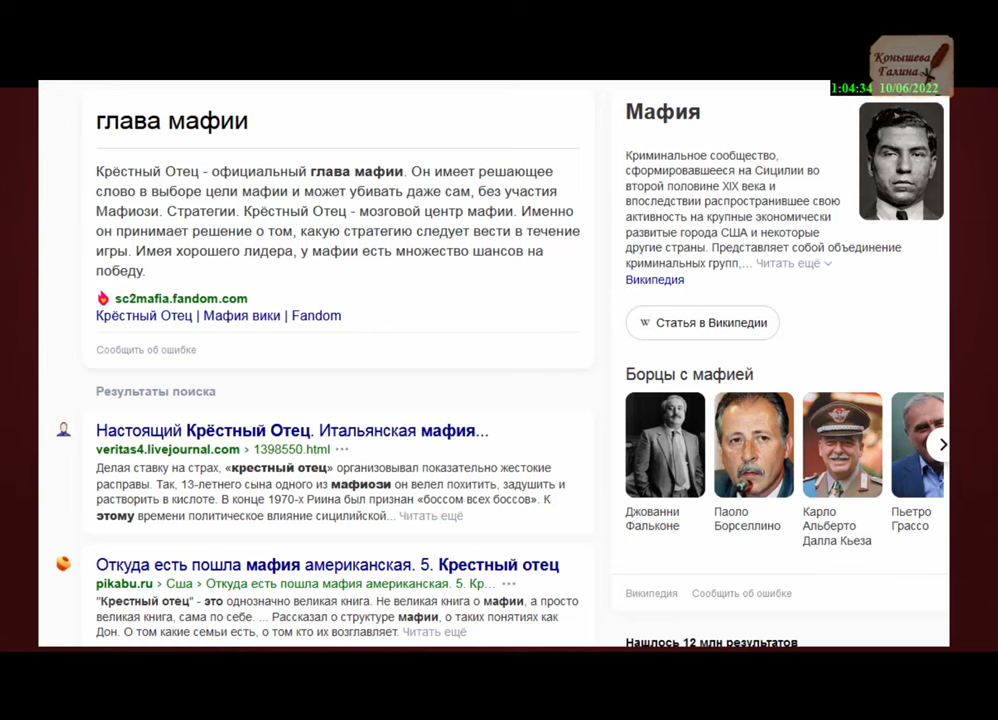 Конышева
Галина
1:04:34 10/06/2022
глава мафии
Крёстный Отец - официальный глава мафии. Он имеет решающее
слово в выборе цели мафии и может убивать даже сам, без участия
Мафиози. Стратегии. Крёстный Отец - мозговой центр мафии. Именно
он принимает решение о том, какую стратегию следует вести в течение
игры. Имея хорошего лидера, у мафии есть множество шансов на
победу.
sc2mafia.fandom.com
Крёстный Отец | Мафия вики | Fandom
Сообщить об ошибке
Результаты поиска
Настоящий Крёстный Отец. Итальянская мафия...
veritas4.livejournal.com › 1398550.html ···
Делая ставку на страх, «крестный отец» организовывал показательно жестокие
расправы. Так, 13-летнего сына одного из мафиози он велел похитить, задушить и
растворить в кислоте. В конце 1970-х Риина был признан «боссом всех боссов». К
этому времени политическое влияние сицилийской... Читать ещё
Откуда есть пошла мафия американская. 5. Крестный отец
pikabu.ru › Сша › Откуда есть пошла мафия американская. 5. Кр... ···
"Крестный отец" - это однозначно великая книга. Не великая книга о мафии, а просто
великая книга, сама по себе. ... Рассказал о структуре мафии, о таких понятиях как
Дон. О том какие семьи есть, о том кто их возглавляет. Читать ещё
Мафия
Криминальное сообщество,
сформировавшееся на Сицилии во
второй половине XIX века и
впоследствии распространившее свою
активность на крупные экономически
развитые города США и некоторые
другие страны. Представляет собой объединение
криминальных групп,... Читать ещё
Википедия
W Статья в Википедии
Борцы с мафией
Джованни
Фальконе
Паоло
Борселлино
Карло
Альберто
Далла Кьеза
Пьетро
Грассо
Википедия Сообщить об ошибке
Нашлось 12 млн результатов